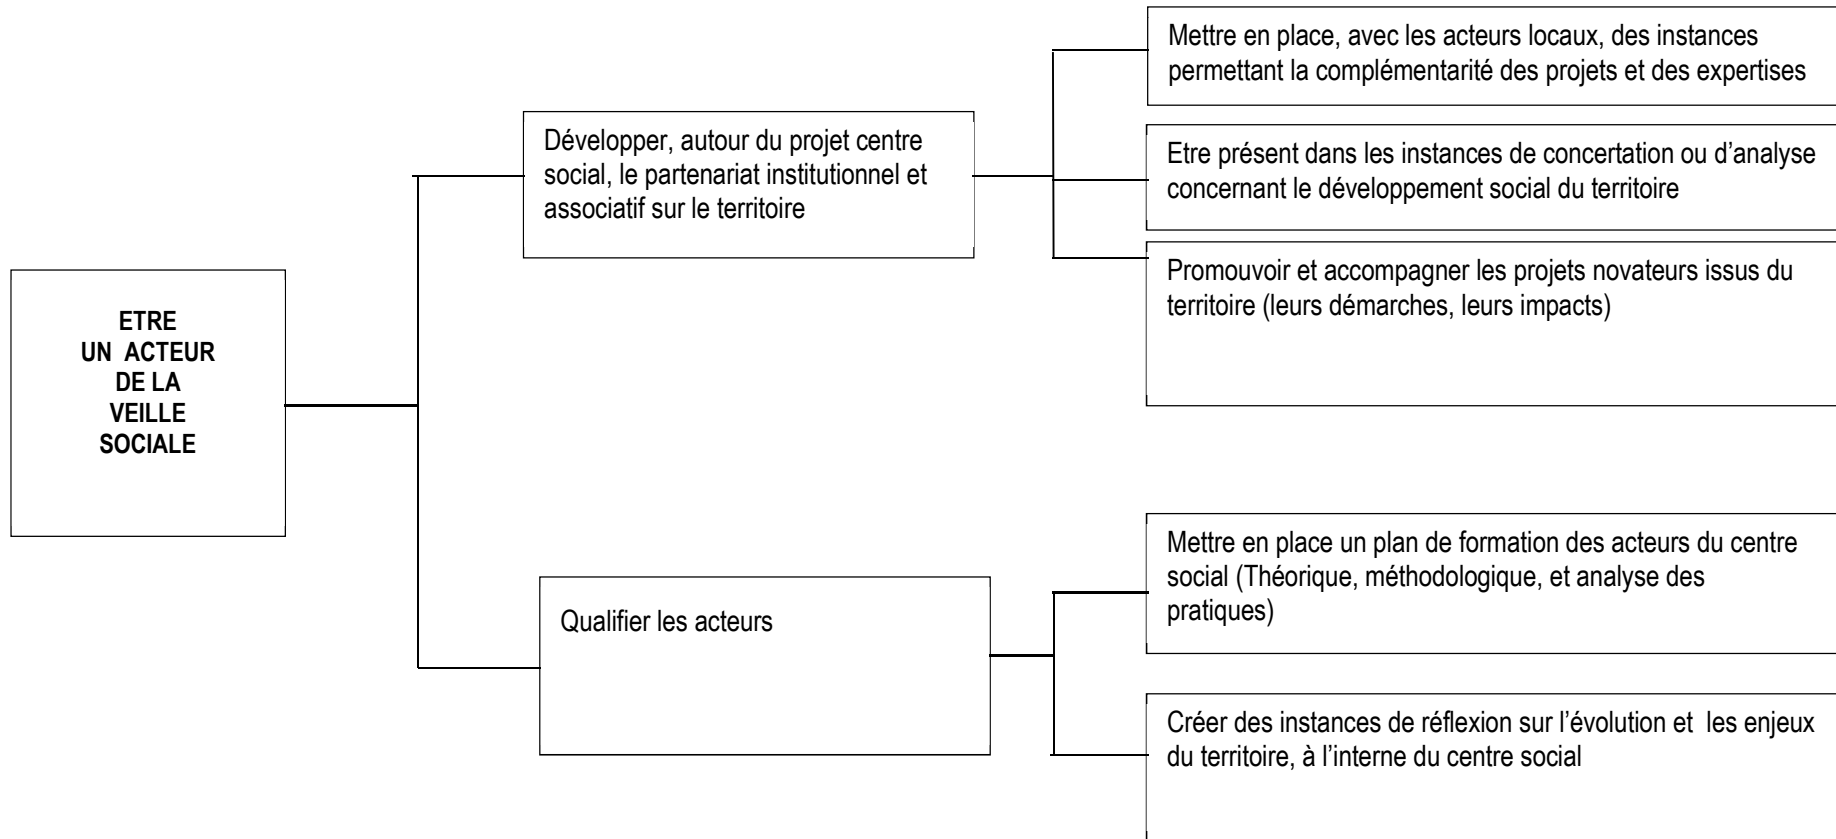 ETRE
UN  ACTEUR
DE LA
VEILLE
SOCIALE
Développer, autour du projet centre
social, le partenariat institutionnel et
associatif sur le territoire
Mettre en place, avec les acteurs locaux, des instances
permettant la complémentarité des projets et des expertises
Etre présent dans les instances de concertation ou d’analyse
concernant le développement social du territoire
Promouvoir et accompagner les projets novateurs issus du
territoire (leurs démarches, leurs impacts)
Qualifier les acteurs
Mettre en place un plan de formation des acteurs du centre
social (Théorique, méthodologique, et analyse des
pratiques)
Créer des instances de réflexion sur l’évolution et  les enjeux
du territoire, à l’interne du centre social